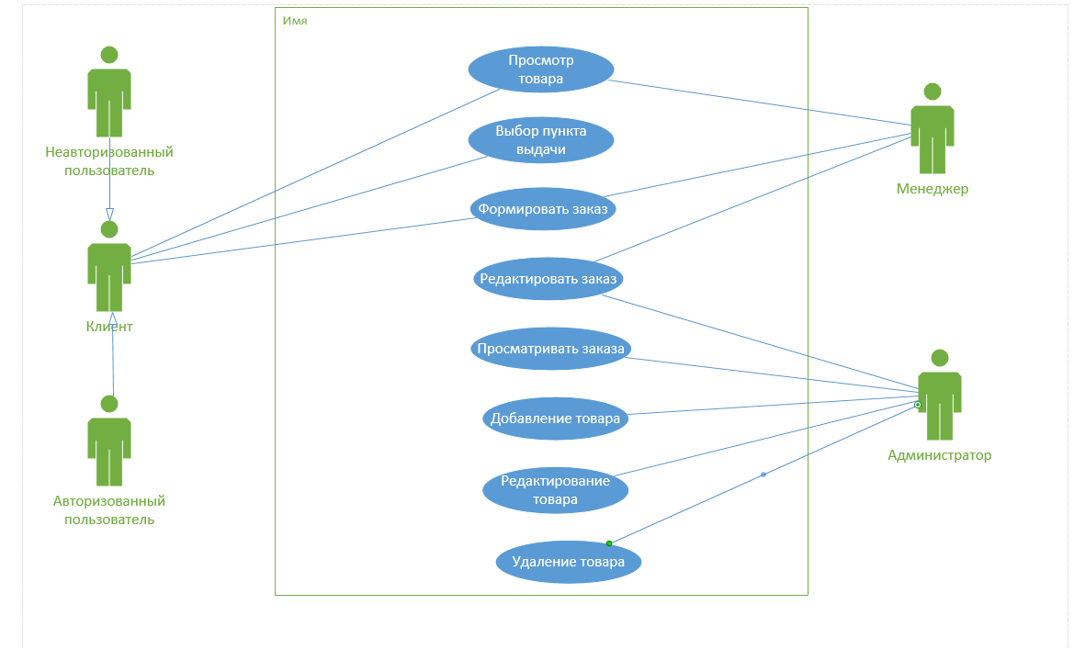 Имя
Просмотр
товара
Выбор пункта
выдачи
Формировать заказ
Редактировать заказ
Просматривать заказа
Добавление товара
Редактирование
товара
Удаление товара
Неавторизованный
пользователь
Клиент
Авторизованный
пользователь
Менеджер
Администратор